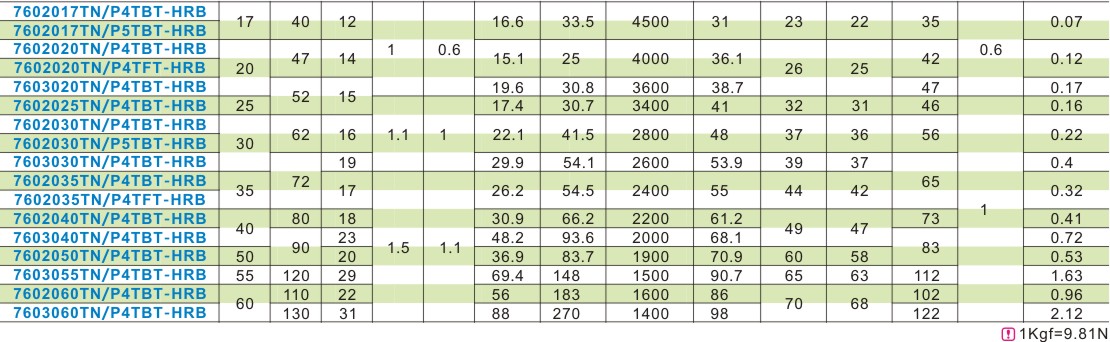 7602017TN/P4TBT-HRB 17 40 12 1 0.6 16.6 33.5 4500 31 23 22 35 0.6 0.07
7602017TN/P5TBT-HRB
7602020TN/P4TBT-HRB 20 47 14 15.1 25 4000 36.1 26 25 42 0.12
7602020TN/P4TFT-HRB
7603020TN/P4TBT-HRB 52 15 19.6 30.8 3600 38.7 47 0.17
7602025TN/P4TBT-HRB 25 17.4 30.7 3400 41 32 31 46 0.16
7602030TN/P4TBT-HRB 30 62 16 1.1 1 22.1 41.5 2800 48 37 36 56 0.22
7602030TN/P5TBT-HRB
7603030TN/P4TBT-HRB 72 19 29.9 54.1 2600 53.9 39 37 65 0.4
7602035TN/P4TBT-HRB 35 17 26.2 54.5 2400 55 44 42 1 0.32
7602035TN/P4TFT-HRB
7602040TN/P4TBT-HRB 40 80 18 1.5 1.1 30.9 66.2 2200 61.2 49 47 73 0.41
7603040TN/P4TBT-HRB 90 23 48.2 93.6 2000 68.1 83 0.72
7602050TN/P4TBT-HRB 50 20 36.9 83.7 1900 70.9 60 58 0.53
7603055TN/P4TBT-HRB 55 120 29 69.4 148 1500 90.7 65 63 112 1.63
7602060TN/P4TBT-HRB 60 110 22 56 183 1600 86 70 68 102 0.96
7603060TN/P4TBT-HRB 130 31 88 270 1400 98 122 2.12
! 1Kgf=9.81N